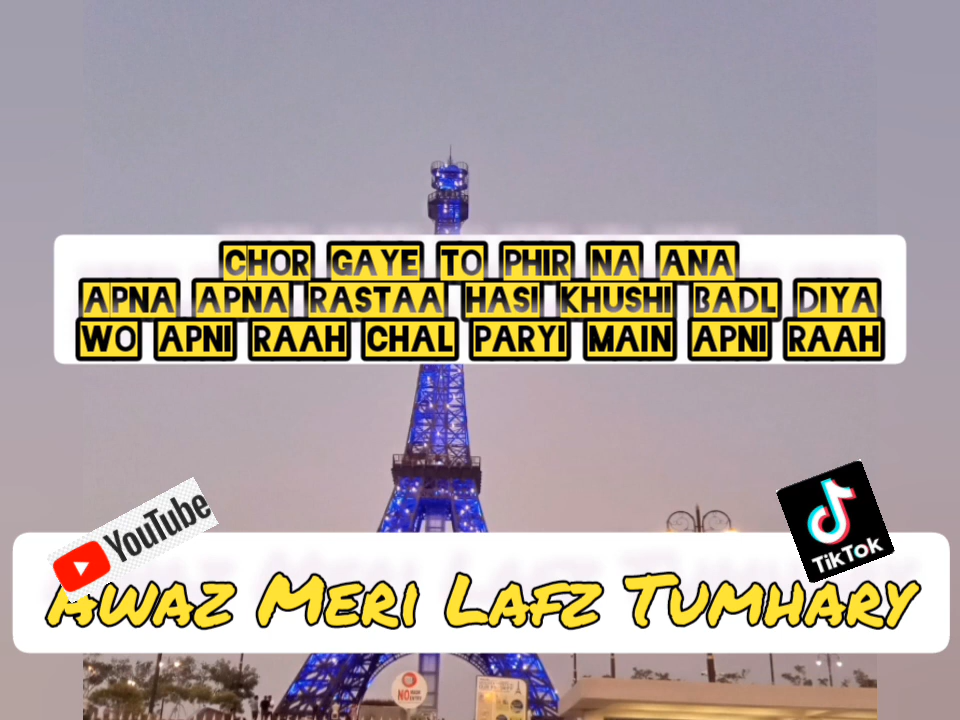 CHOR GAYE TO PHIR NA ANA
APNA APNA RASTAA HASI KHUSHI BADL DIYA
WO APNI RAAH CHAL PARYI MAIN APNI RAAH
YouTube
TikTok
AWAZ MERI LAFZ TUMHARY
NO